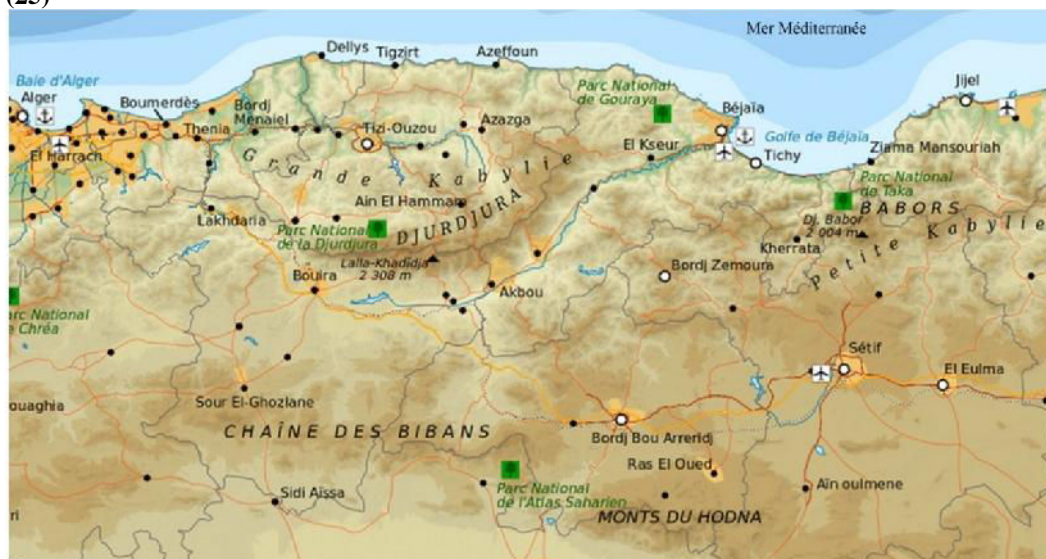 (25)
Mer Méditerranée
Dellys
Tigzirt
Azeffoun
Baie d'Alger
Alger
Boumerdès
Bordj
Menaiel
Thenia
Tizi-Ouzou
Azazga
El Harrach
Parc National
de Gouraya
Béjaïa
Golfe de Béjaïa
El Kseur
Tichy
Jijel
Ziama Mansouriah
Parc National
de Taka
BABORS
Dj. Babor
2 004 m
Kherrata
Petite Kabylie
Grande Kabylie
Ain El Hammam
DJURDJURA
Lakhdaria
Parc National
de la Djurdjura
Lalla-Khadidja
2 308 m
Bouira
Akbou
Bordj Zemoura
arc National
Chréa
Sétif
El Eulma
ouaghia
Sour El-Ghozlane
CHAÎNE DES BIBANS
Bordj Bou Arreridj
Ras El Oued
Sidi Aïssa
Parc National
de l'Atlas Saharien
Aïn oulmene
MONTS DU HODNA
ri